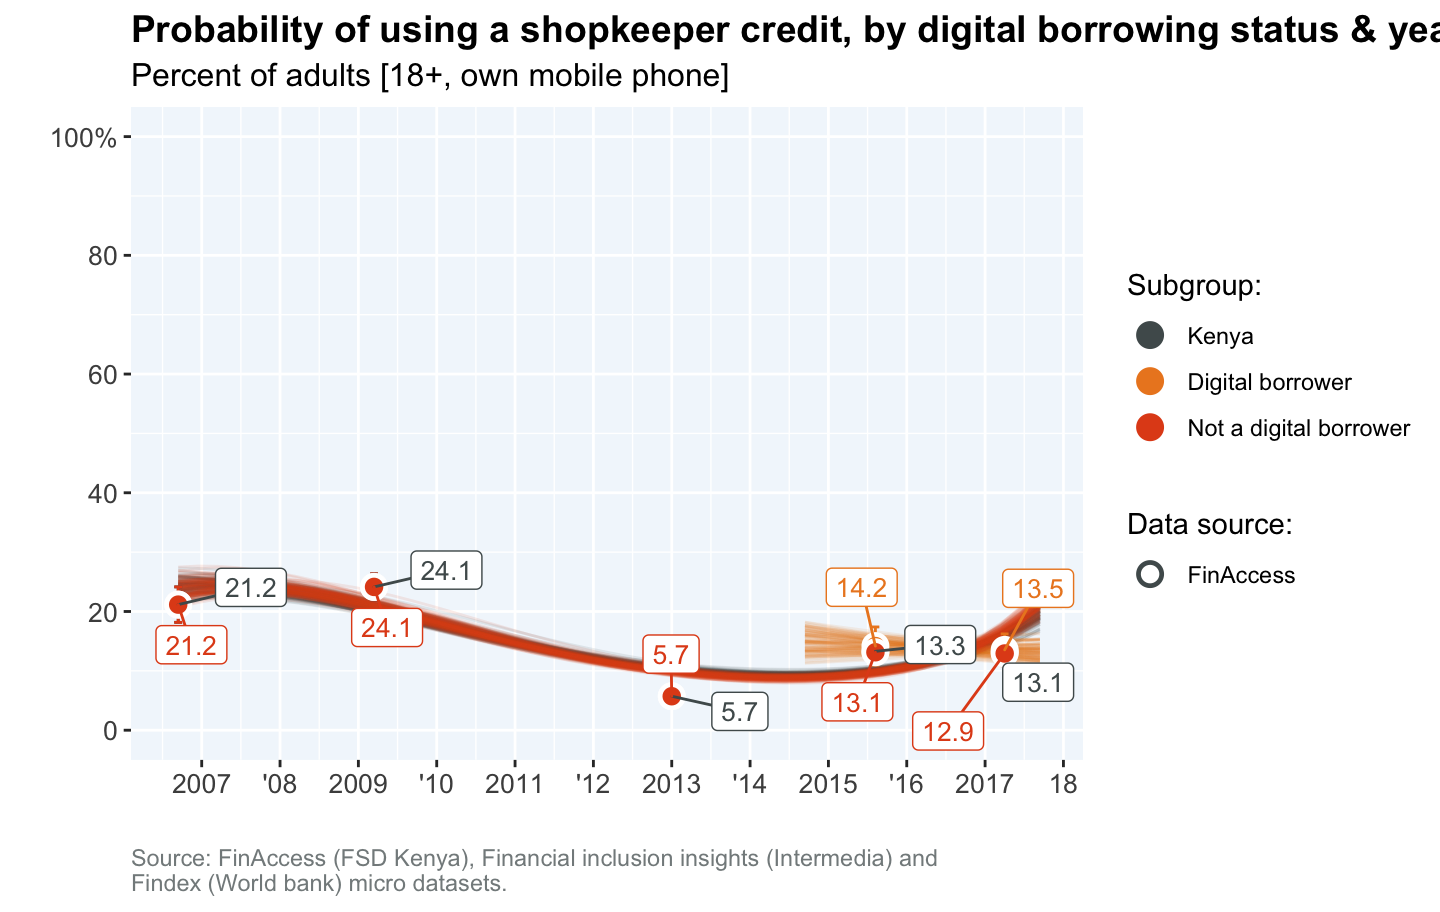 Probability of using a shopkeeper credit, by digital borrowing status &
Percent of adults [18+, own mobile phone]
100%
80
60
40
20
0
21.2
21.2
24.1
24.1
5.7
5.7
14.2
13.3
13.1
13.5
13.1
12.9
2007 '08 2009 '10 2011 '12 2013 '14 2015 '16 2017 18
Subgroup:
Kenya
Digital borrower
Not a digital borrower
Data source:
FinAccess
Source: FinAccess (FSD Kenya), Financial inclusion insights (Intermedia) and
Findex (World bank) micro datasets.